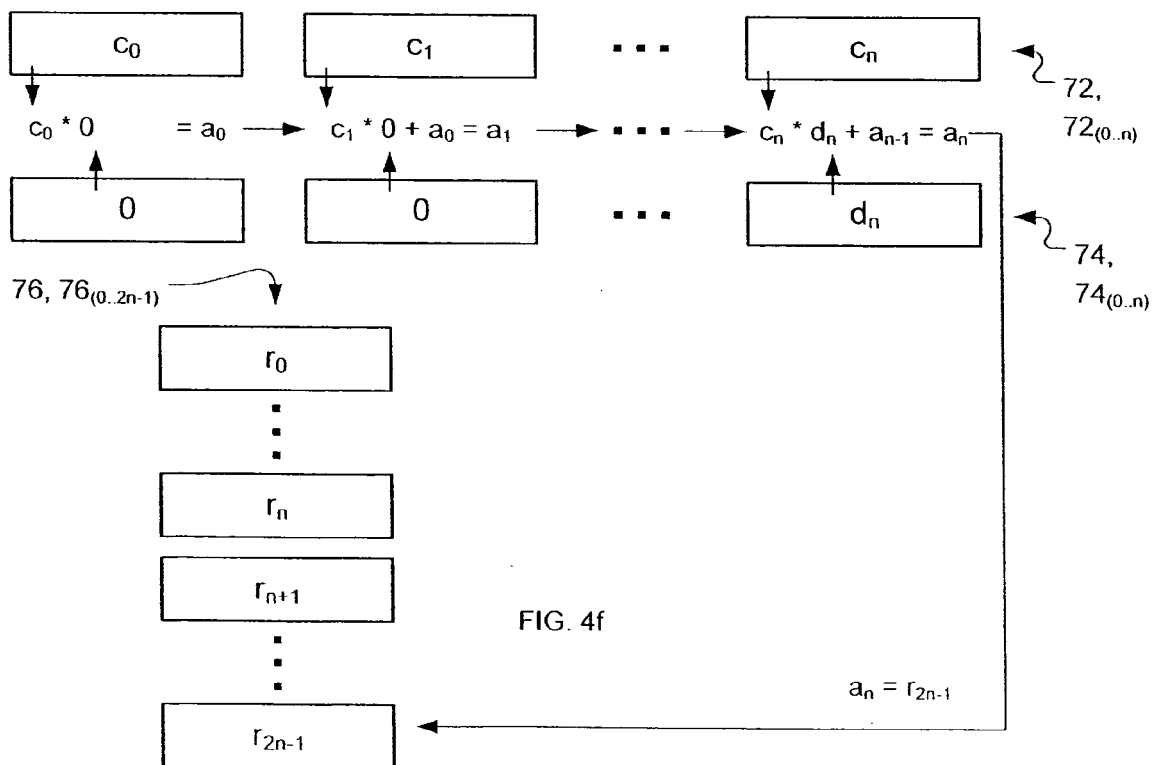 c₀ c₁ ... cₙ
72,
72₍₀..ₙ₎
c₀ * 0 = a₀ c₁ * 0 + a₀ = a₁ ... cₙ * dₙ + aₙ₋₁ = aₙ
0 0 ... dₙ
74,
74₍₀..ₙ₎
76, 76₍₀..₂ₙ₋₁₎
r₀
rₙ
rₙ₊₁
FIG. 4f
aₙ = r₂ₙ₋₁
r₂ₙ₋₁